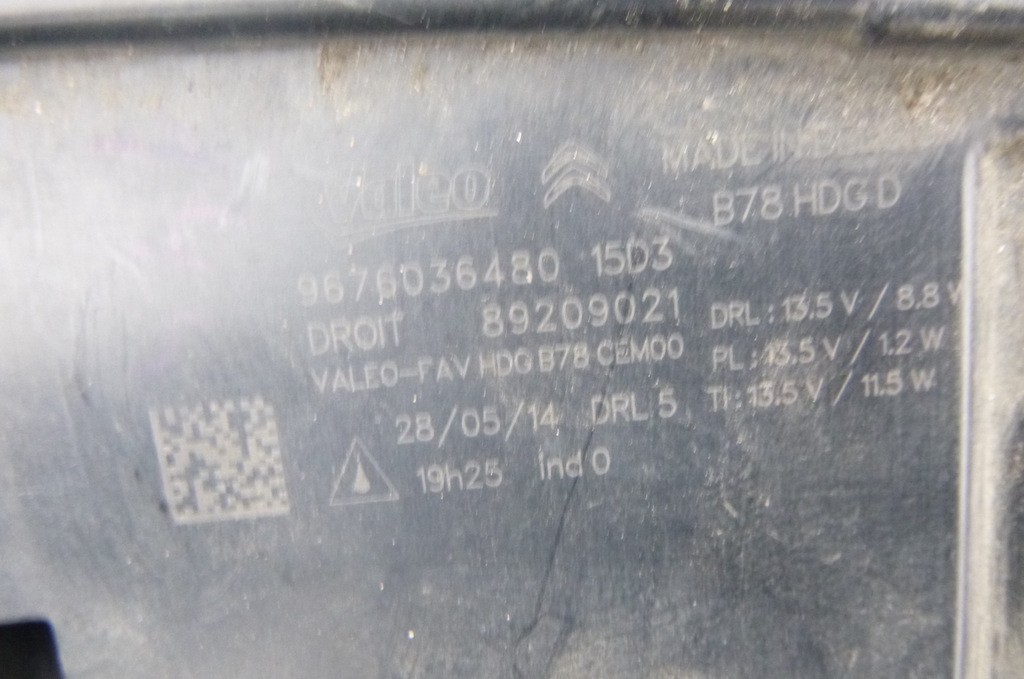 Valeo
MADE IN
B78 HDG D
9676036480 15D3
DROIT 89209021
VALEO-FAV HDG B78 CEM00
28/05/14 DRL 5
19h25 ind 0
DRL : 13.5 V / 8.8 W
PL : 13.5 V / 1.2 W
TI : 13.5 V / 11.5 W